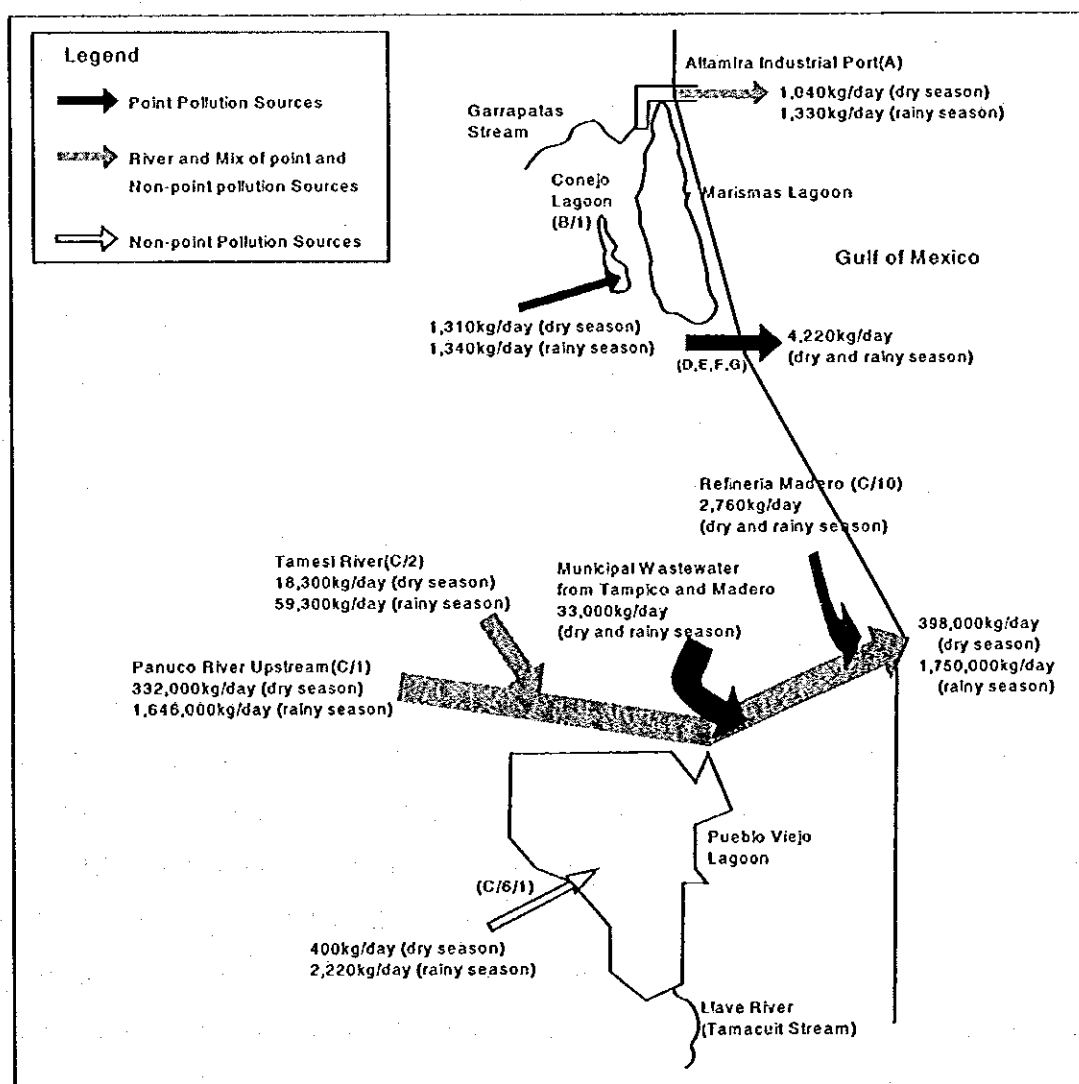 Legend
Point Pollution Sources
River and Mix of point and
Non-point pollution Sources
Non-point Pollution Sources
Altamira Industrial Port(A)
1,040kg/day (dry season)
1,330kg/day (rainy season)
Garrapatas
Stream
Conejo
Lagoon
(B/1)
Marismas Lagoon
Gulf of Mexico
1,310kg/day (dry season)
1,340kg/day (rainy season)
(D,E,F,G)
4,220kg/day
(dry and rainy season)
Refineria Madero (C/10)
2,760kg/day
(dry and rainy season)
Tamesi River(C/2)
18,300kg/day (dry season)
59,300kg/day (rainy season)
Municipal Wastewater
from Tampico and Madero
33,000kg/day
(dry and rainy season)
398,000kg/day
(dry season)
1,750,000kg/day
(rainy season)
Panuco River Upstream(C/1)
332,000kg/day (dry season)
1,646,000kg/day (rainy season)
Pueblo Viejo
Lagoon
(C/6/1)
400kg/day (dry season)
2,220kg/day (rainy season)
Llave River
(Tamacuit Stream)